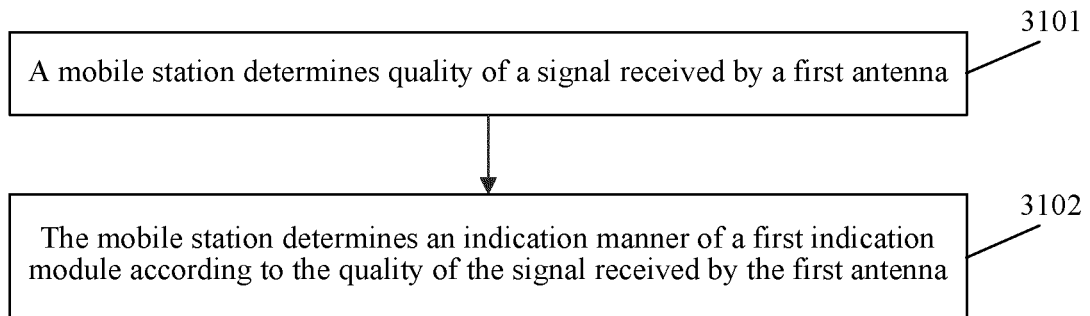 3101
A mobile station determines quality of a signal received by a first antenna
3102
The mobile station determines an indication manner of a first indication
module according to the quality of the signal received by the first antenna